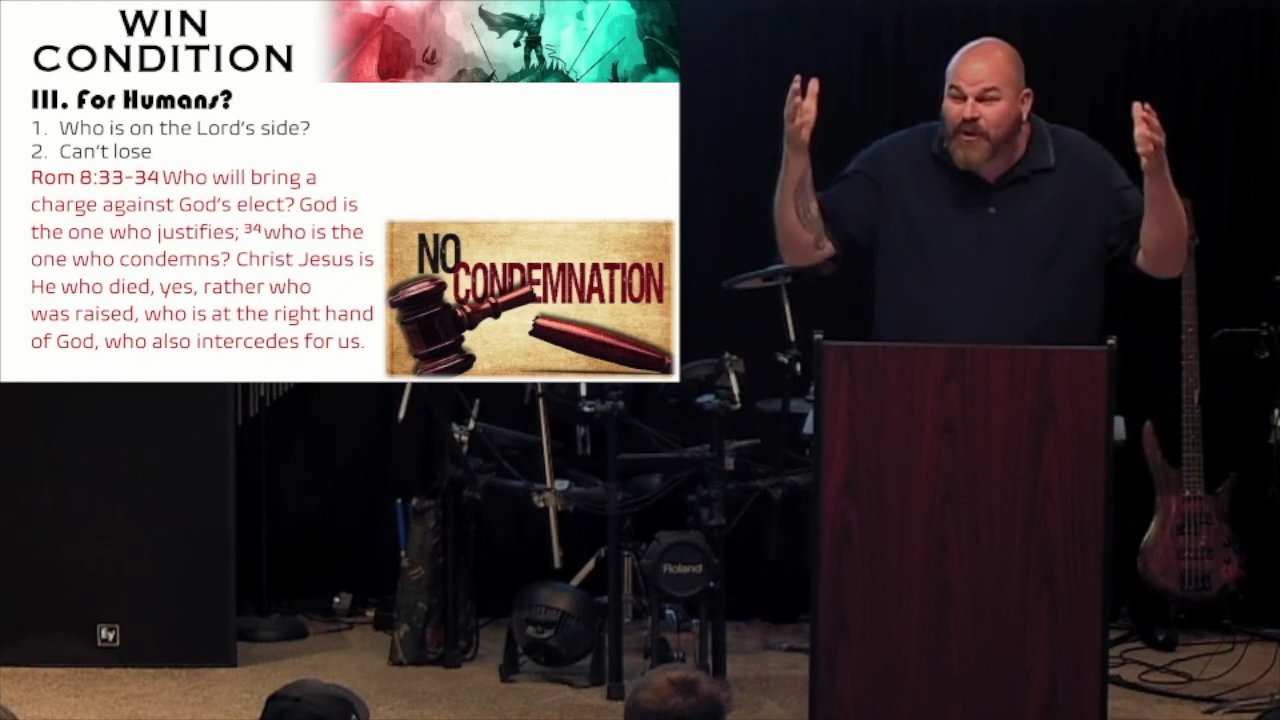 WIN
CONDITION
III. For Humans?
1. Who is on the Lord's side?
2. Can't lose
Rom 8:33-34 Who will bring a
charge against God's elect? God is
the one who justifies; ³⁴ who is the
one who condemns? Christ Jesus is
He who died, yes, rather who
was raised, who is at the right hand
of God, who also intercedes for us.
NO
CONDEMNATION
Roland
EV